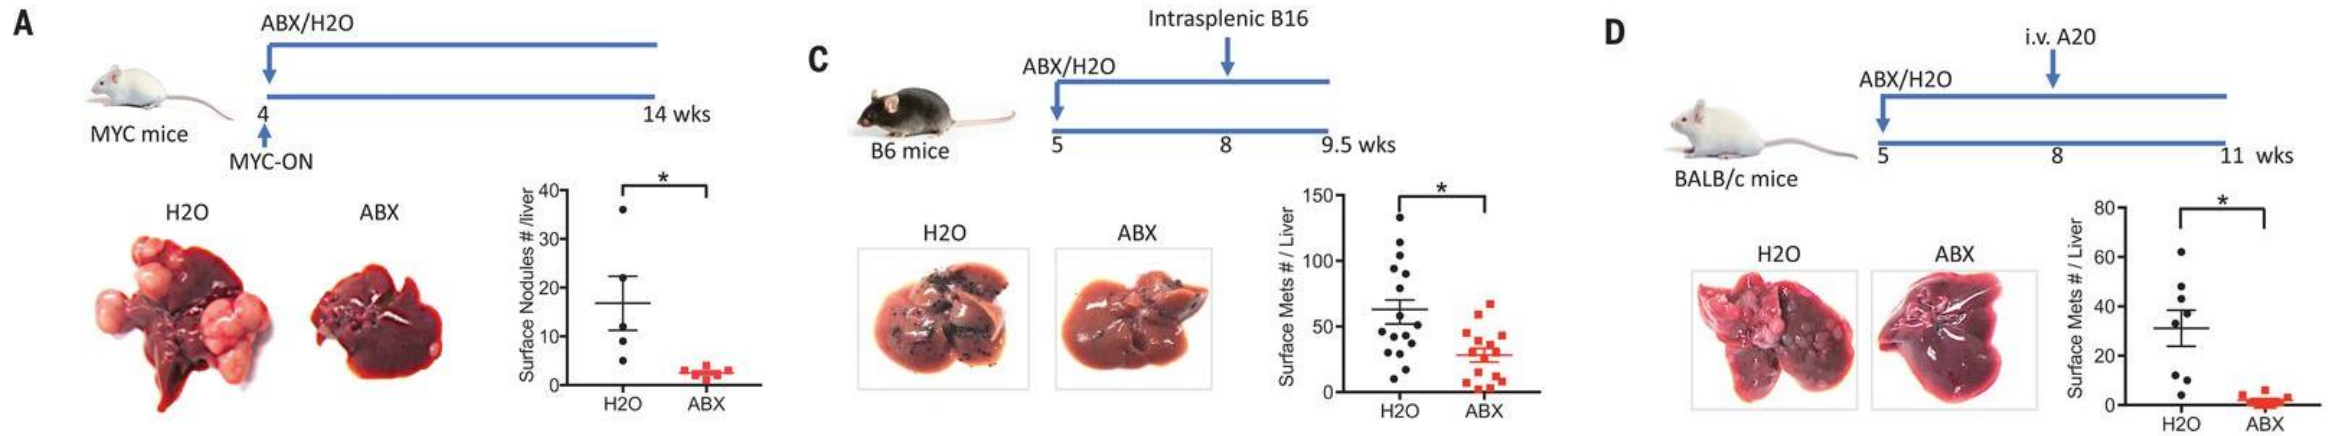 A
ABX/H2O
4
14 wks
MYC mice
MYC-ON
H2O
ABX
Surface Nodules # /liver
40
30
20
10
0
*
H2O
ABX
C
Intrasplenic B16
ABX/H2O
B6 mice
5
8
9.5 wks
H2O
ABX
Surface Mets # / Liver
150
100
50
0
*
H2O
ABX
D
i.v. A20
ABX/H2O
5
8
11 wks
BALB/c mice
H2O
ABX
Surface Mets # / Liver
80
60
40
20
0
*
H2O
ABX